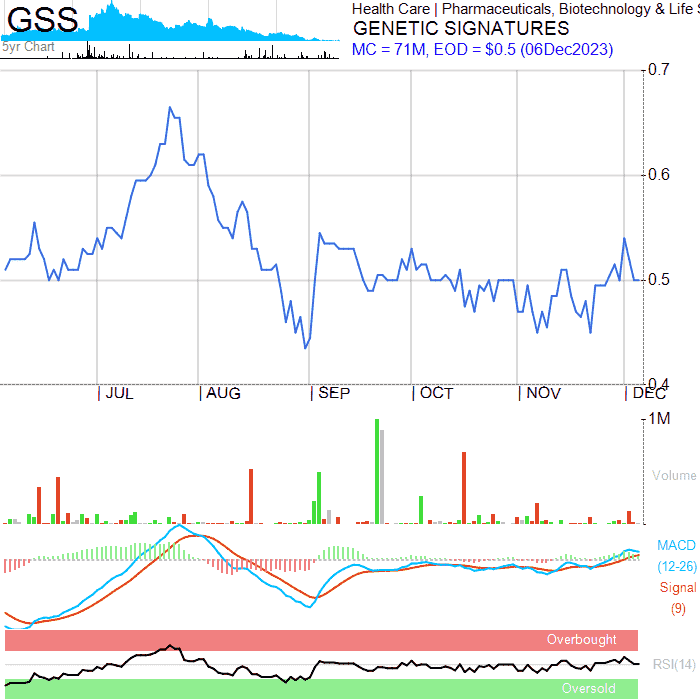 GSS
5yr Chart
Health Care | Pharmaceuticals, Biotechnology & Life S
GENETIC SIGNATURES
MC = 71M, EOD = $0.5 (06Dec2023)
0.7
0.6
0.5
0.4
| JUL | AUG | SEP | OCT | NOV | DEC
1M
Volume
MACD
(12-26)
Signal
(9)
Overbought
RSI(14)
Oversold